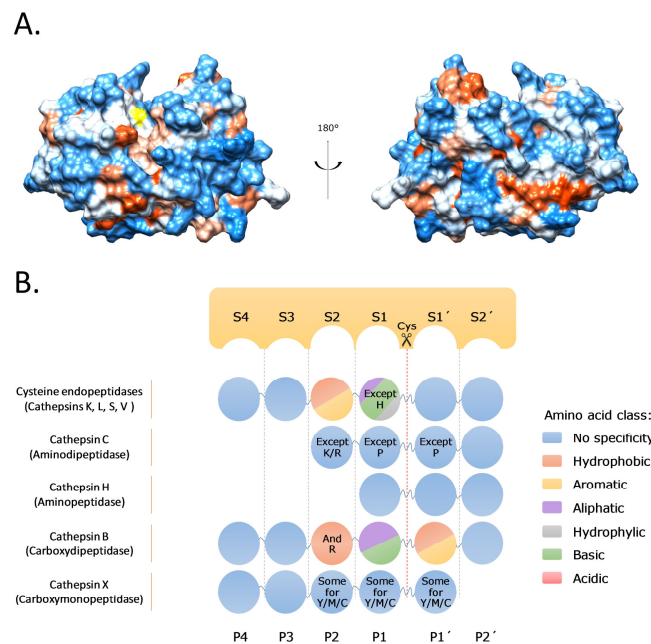 A.
180°
B.
S4 S3 S2 S1 S1´ S2´
Cys
Cysteine endopeptidases
(Cathepsins K, L, S, V )
Except
H
Cathepsin C
(Aminodipeptidase)
Except
K/R
Except
P
Except
P
Cathepsin H
(Aminopeptidase)
Cathepsin B
(Carboxydipeptidase)
And
R
Cathepsin X
(Carboxymonopeptidase)
Some
for
Y/M/C
Some
for
Y/M/C
Some
for
Y/M/C
P4 P3 P2 P1 P1´ P2´
Amino acid class:
No specificity
Hydrophobic
Aromatic
Aliphatic
Hydrophylic
Basic
Acidic